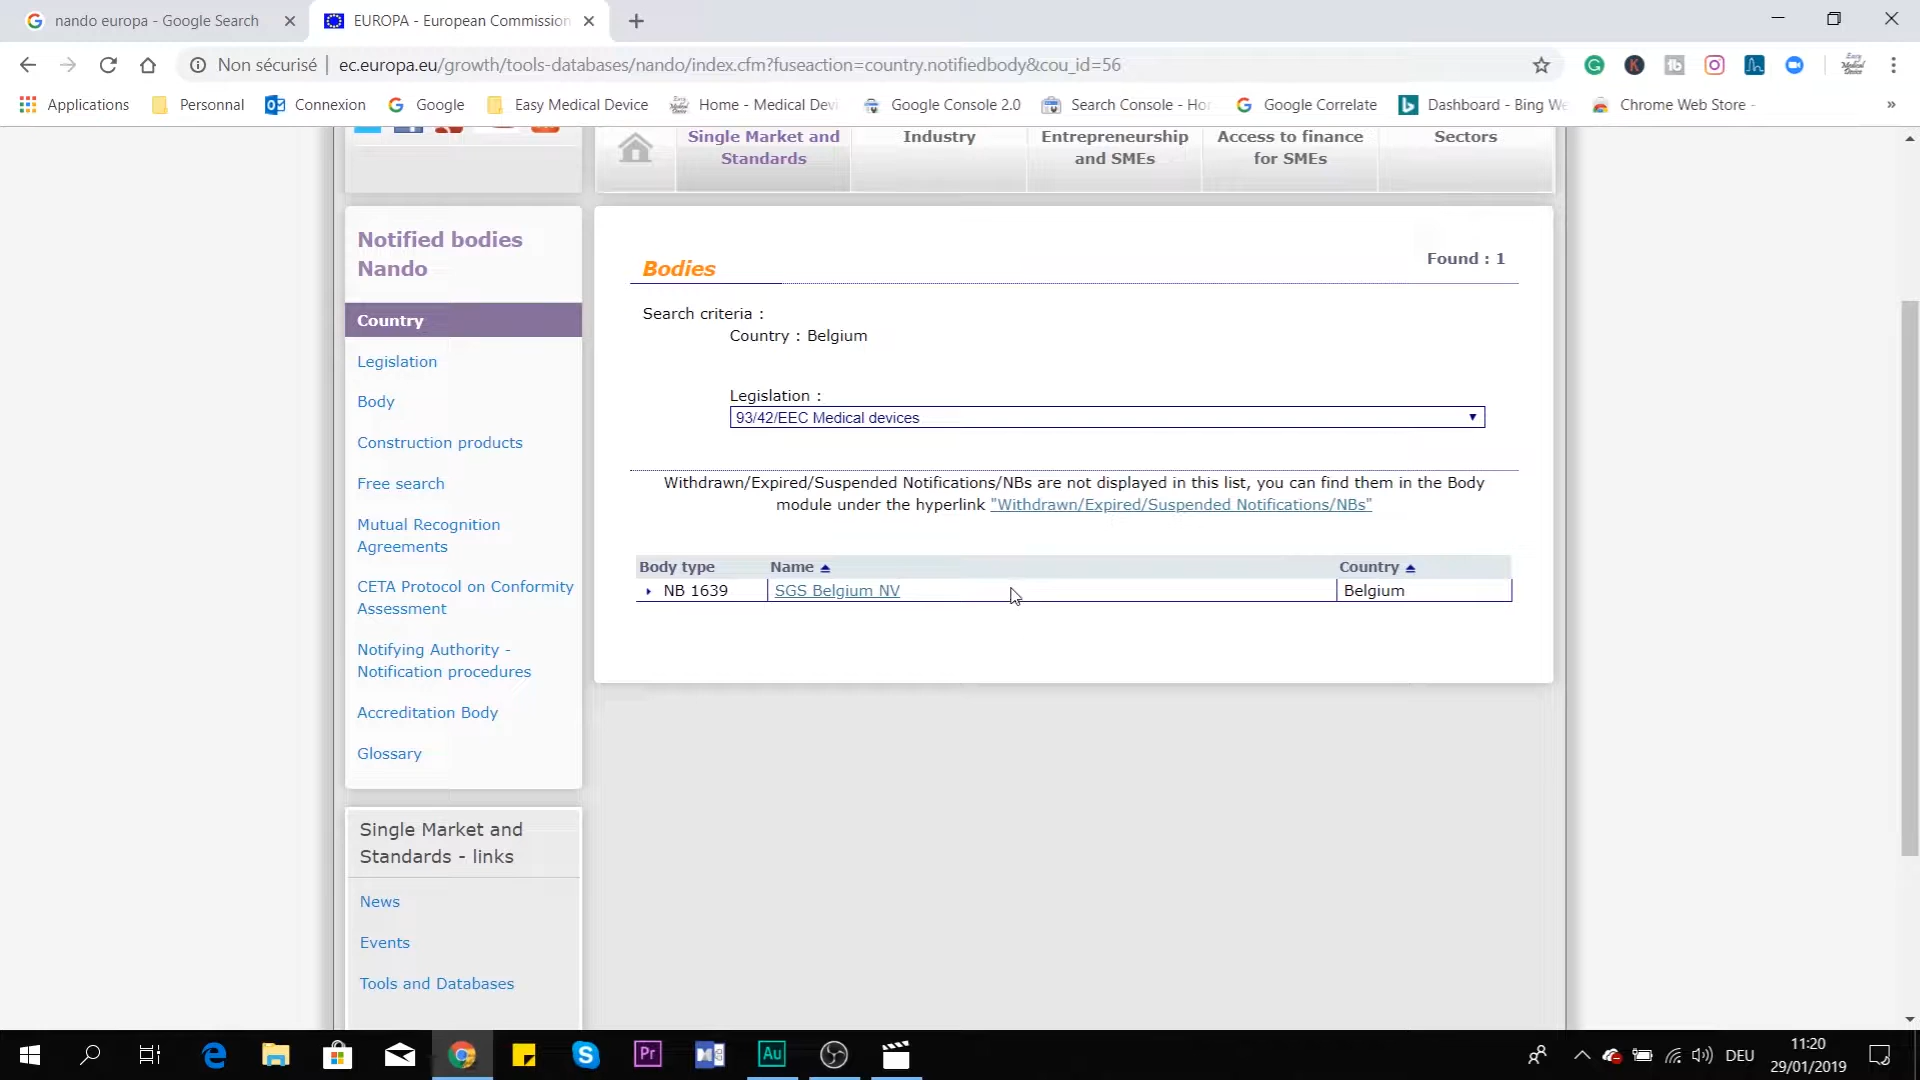 nando europa - Google Search
EUROPA - European Commission
Non sécurisé
ec.europa.eu/growth/tools-databases/nando/index.cfm?fuseaction=country.notifiedbody&cou_id=56
Applications
Personnal
Connexion
Google
Easy Medical Device
Home - Medical Devi
Google Console 2.0
Search Console - Ho
Google Correlate
Dashboard - Bing We
Chrome Web Store -
Single Market and
Standards
Industry
Entrepreneurship
and SMEs
Access to finance
for SMEs
Sectors
Notified bodies
Nando
Country
Legislation
Body
Construction products
Free search
Mutual Recognition
Agreements
CETA Protocol on Conformity
Assessment
Notifying Authority -
Notification procedures
Accreditation Body
Glossary
Single Market and
Standards - links
News
Events
Tools and Databases
Bodies
Found : 1
Search criteria :
Country : Belgium
Legislation :
93/42/EEC Medical devices
Withdrawn/Expired/Suspended Notifications/NBs are not displayed in this list, you can find them in the Body
module under the hyperlink "Withdrawn/Expired/Suspended Notifications/NBs"
Body type Name Country
NB 1639 SGS Belgium NV Belgium
DEU
11:20
29/01/2019